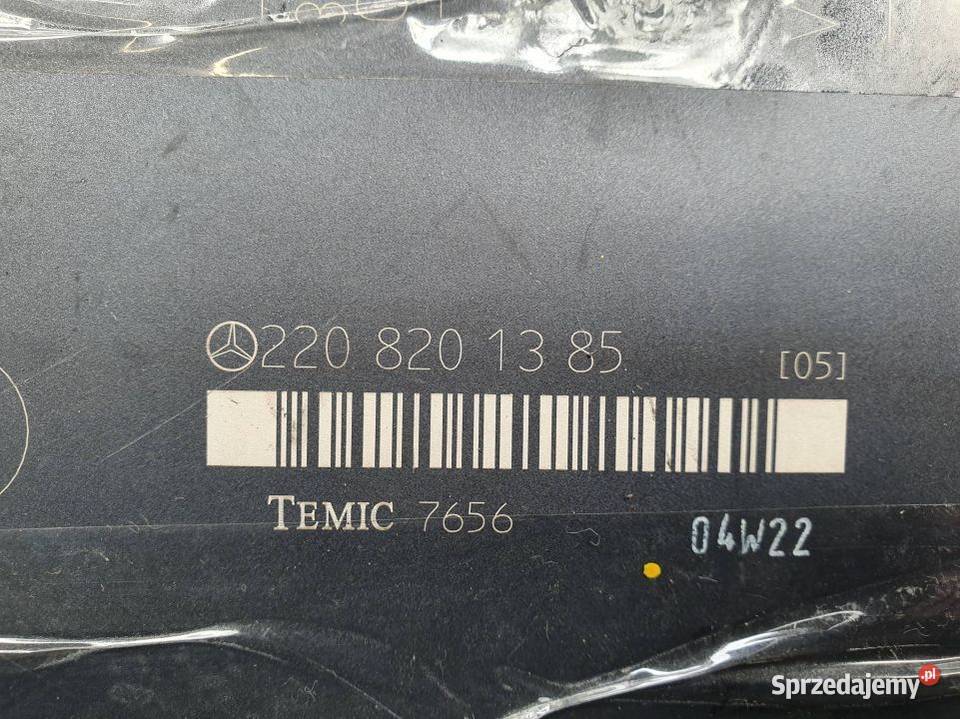 220 820 13 85
[05]
TEMIC 7656
04W22
Sprzedajemy.pl